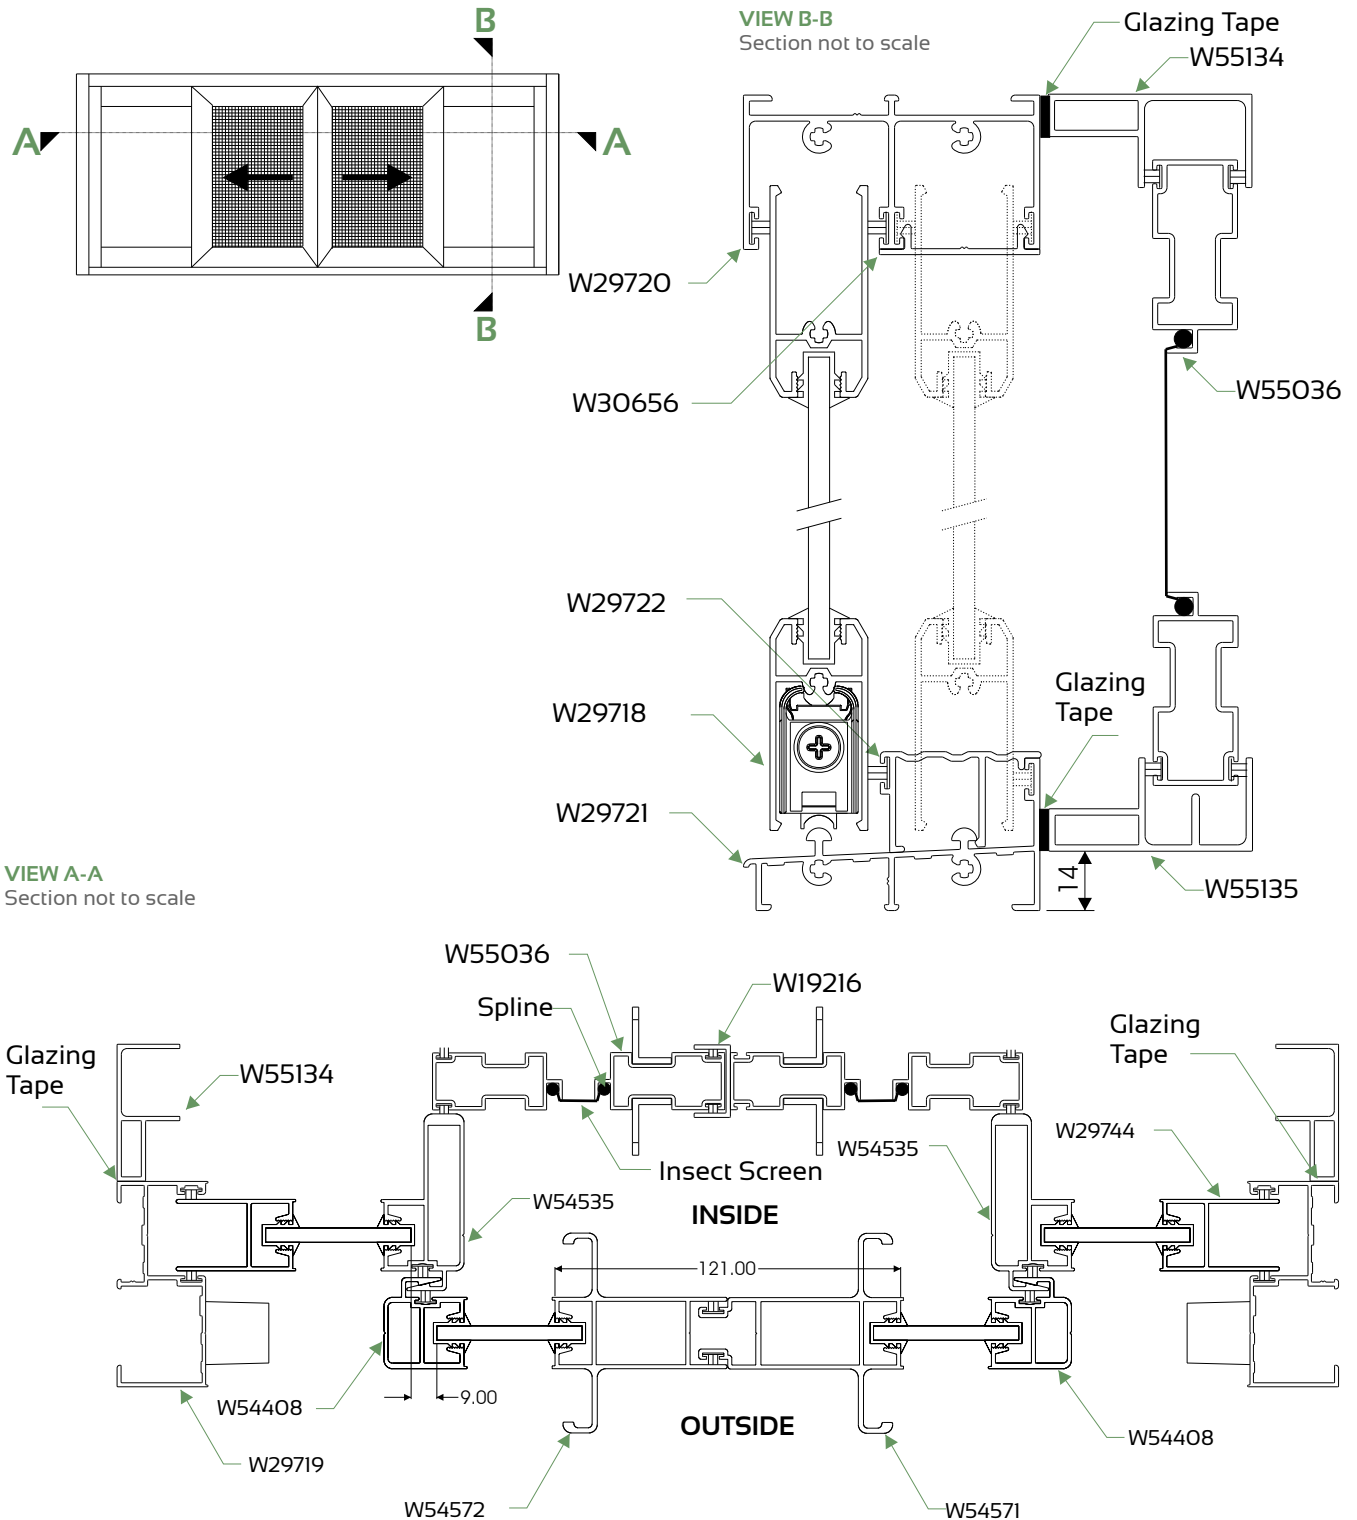 B
A
A
B
VIEW B-B
Section not to scale
Glazing Tape
W55134
W29720
W30656
W55036
W29722
W29718
W29721
Glazing
Tape
14
W55135
VIEW A-A
Section not to scale
W55036
Spline
W19216
Glazing
Tape
W55134
Glazing
Tape
W29744
W54535
Insect Screen
W54535
INSIDE
121.00
9.00
W54408
OUTSIDE
W54408
W29719
W54572
W54571